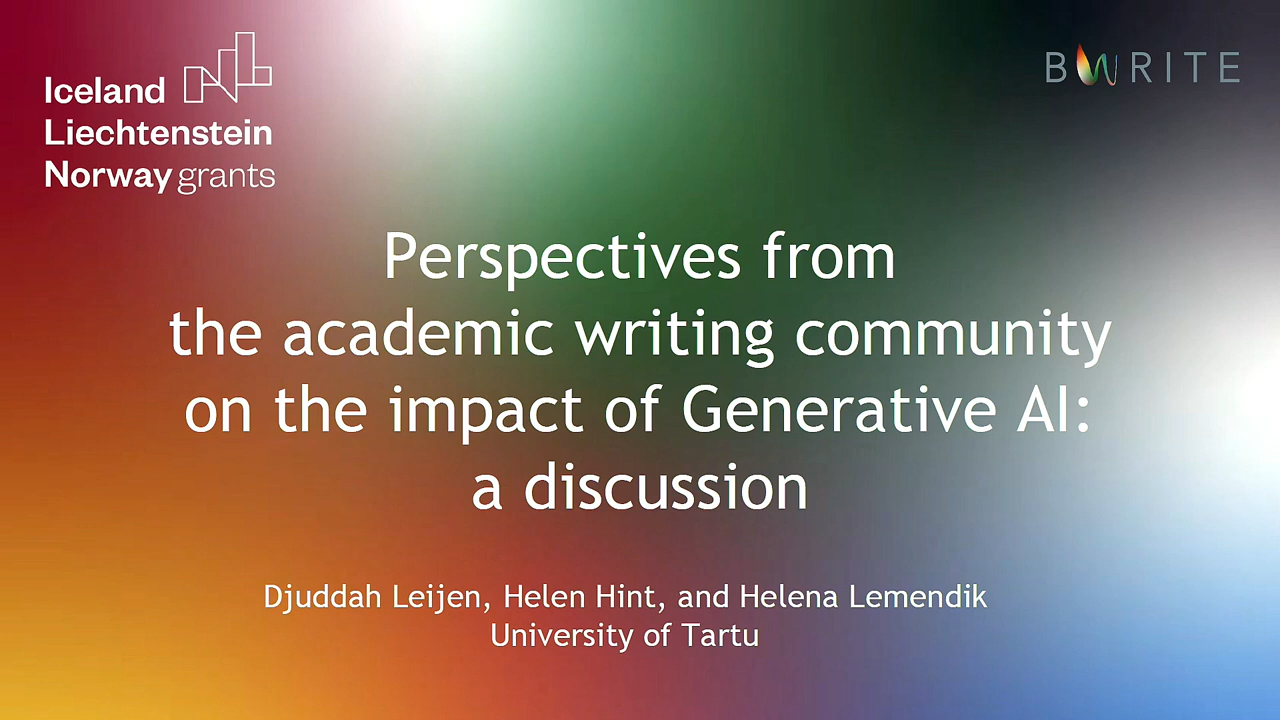 Iceland
Liechtenstein
Norway grants
BWRITE
Perspectives from
the academic writing community
on the impact of Generative AI:
a discussion
Djuddah Leijen, Helen Hint, and Helena Lemendik
University of Tartu